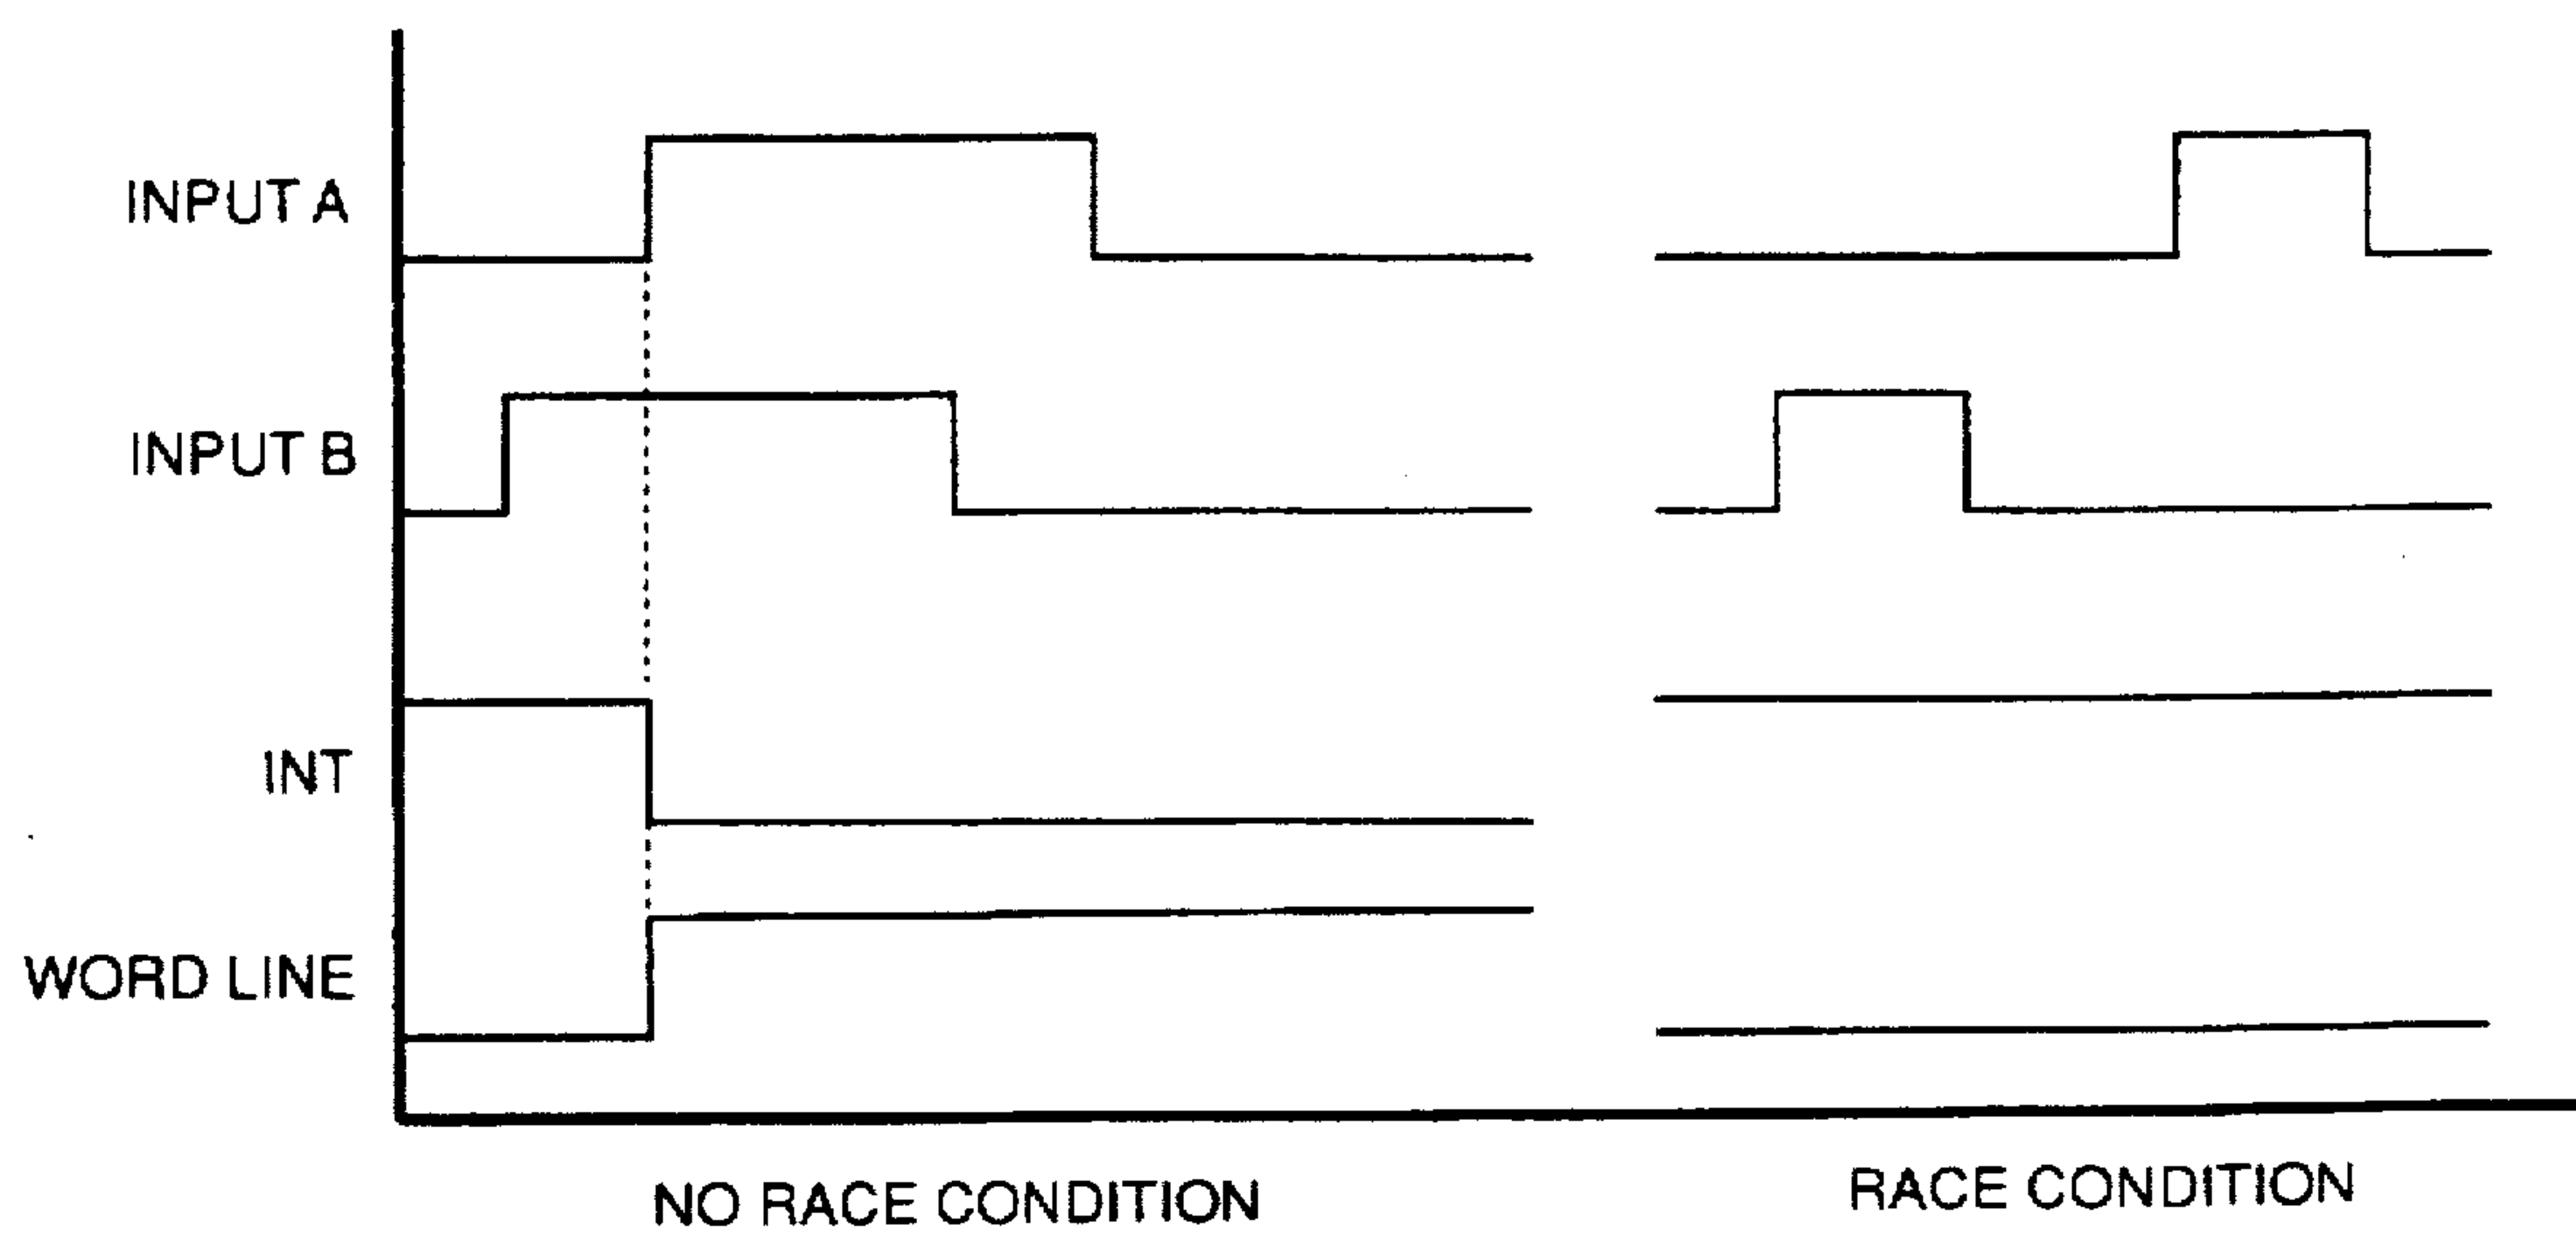 INPUT A
INPUT B
INT
WORD LINE
NO RACE CONDITION
RACE CONDITION